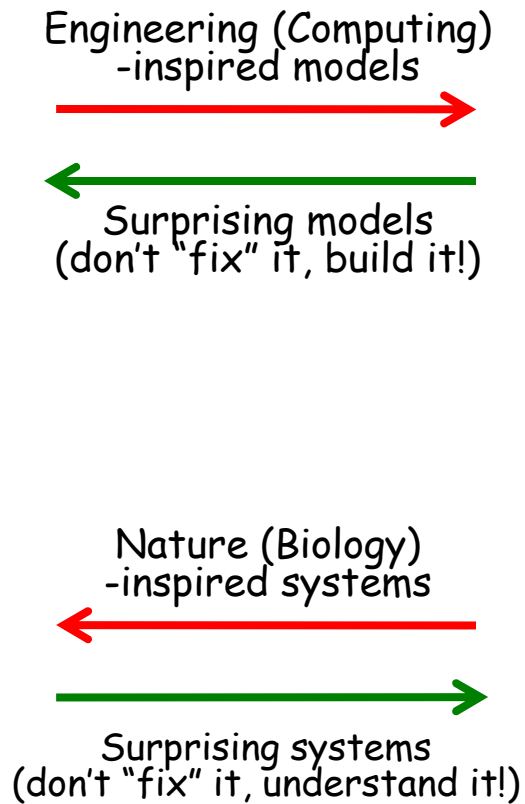 Engineering (Computing)
-inspired models
Surprising models
(don’t “fix” it, build it!)
Nature (Biology)
-inspired systems
Surprising systems
(don’t “fix” it, understand it!)